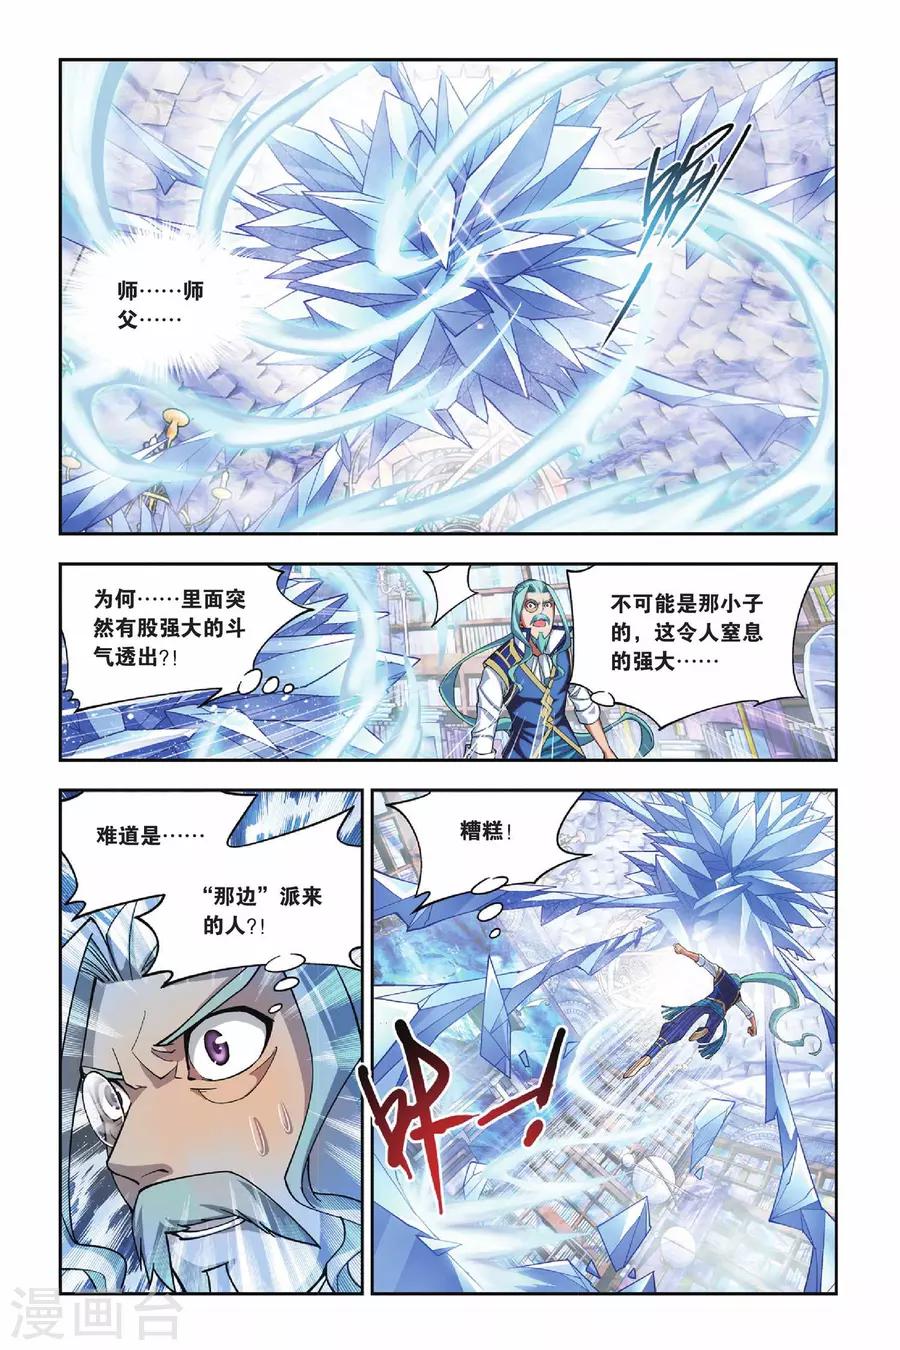 师……师
父……
为何……里面突
然有股强大的斗
气透出?!
不可能是那小子
的，这令人窒息
的强大……
难道是……
“那边”派来
的人?!
糟糕!
砰—!
漫画台